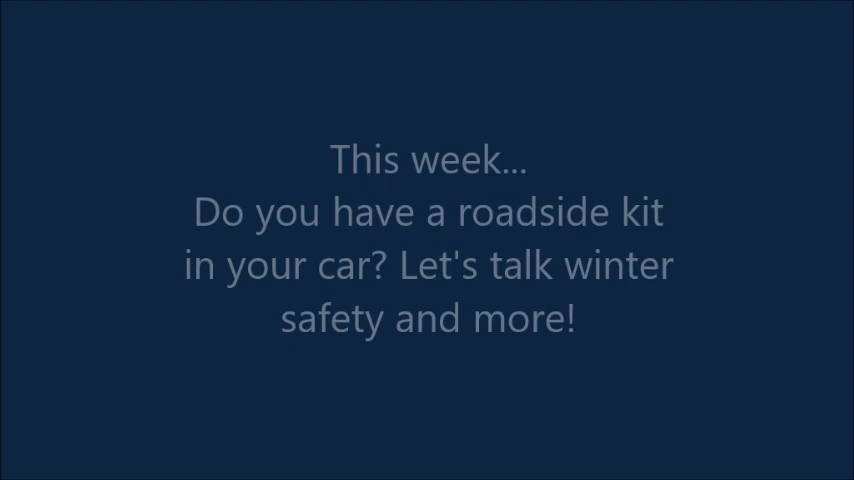 This week...
Do you have a roadside kit
in your car? Let's talk winter
safety and more!